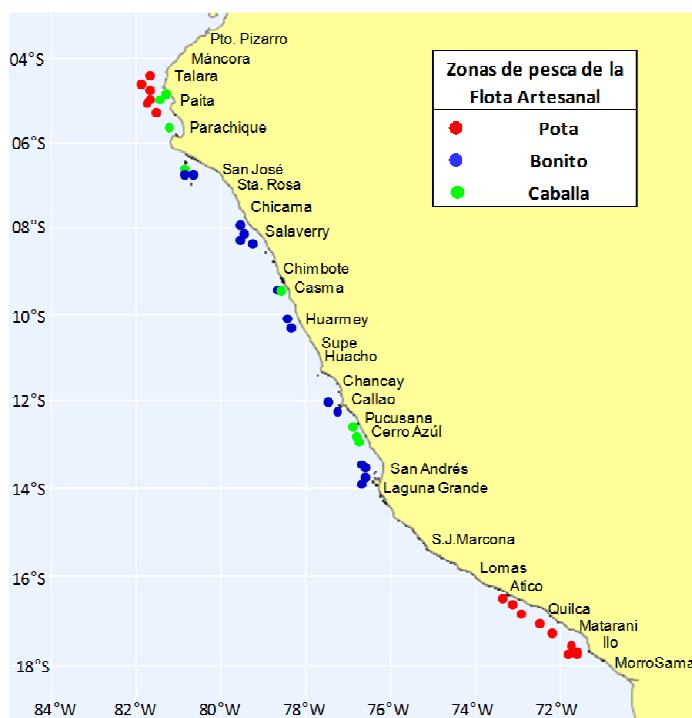 Pto. Pizarro
Máncora
04°S
Talara
Paita
Parachique
06°S
San José
Sta. Rosa
Chicama
08°S
Salaverry
Chimbote
Casma
10°S
Huarmey
Supe
Huacho
Chancay
12°S
Callao
Pucusana
Cerro Azúl
San Andrés
14°S
Laguna Grande
S.J.Marcona
Lomas
16°S
Atico
Quilca
Matarani
Ilo
18°S
MorroSama
84°W 82°W 80°W 78°W 76°W 74°W 72°W
Zonas de pesca de la
Flota Artesanal
Pota
Bonito
Caballa